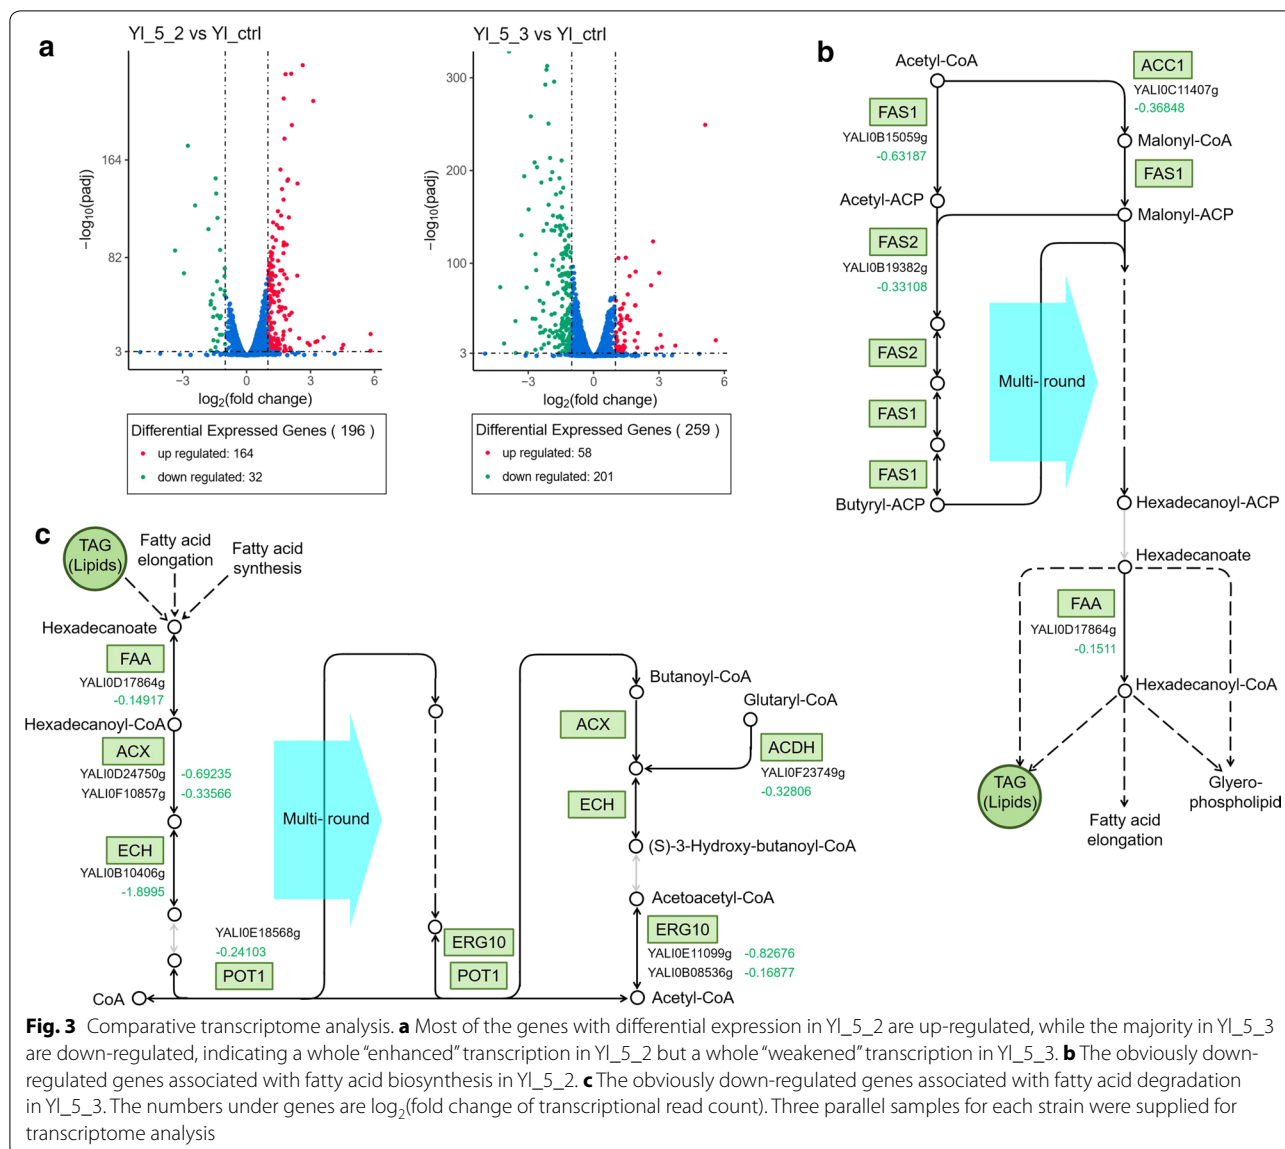 a
Yl_5_2 vs Yl_ctrl
−log10(padj)
164
82
3
−3
0
3
6
log2(fold change)
Differential Expressed Genes ( 196 )
up regulated: 164
down regulated: 32
Yl_5_3 vs Yl_ctrl
−log10(padj)
300
200
100
3
−3
0
3
6
log2(fold change)
Differential Expressed Genes ( 259 )
up regulated: 58
down regulated: 201
b
Acetyl-CoA
ACC1
YALI0C11407g
-0.36848
FAS1
YALI0B15059g
-0.63187
Malonyl-CoA
FAS1
Acetyl-ACP
Malonyl-ACP
FAS2
YALI0B19382g
-0.33108
FAS2
Multi- round
FAS1
FAS1
Butyryl-ACP
Hexadecanoyl-ACP
Hexadecanoate
FAA
YALI0D17864g
-0.1511
Hexadecanoyl-CoA
TAG
(Lipids)
Fatty acid
elongation
Glyero-
phospholipid
c
TAG
(Lipids)
Fatty acid
elongation
Fatty acid
synthesis
Hexadecanoate
FAA
YALI0D17864g
-0.14917
Hexadecanoyl-CoA
ACX
YALI0D24750g -0.69235
YALI0F10857g -0.33566
Multi- round
ECH
YALI0B10406g
-1.8995
YALI0E18568g
-0.24103
POT1
CoA
ERG10
POT1
Butanoyl-CoA
Glutaryl-CoA
ACX
ACDH
YALI0F23749g
-0.32806
ECH
(S)-3-Hydroxy-butanoyl-CoA
Acetoacetyl-CoA
ERG10
YALI0E11099g -0.82676
YALI0B08536g -0.16877
Acetyl-CoA
Fig. 3 Comparative transcriptome analysis. a Most of the genes with differential expression in Yl_5_2 are up-regulated, while the majority in Yl_5_3
are down-regulated, indicating a whole “enhanced” transcription in Yl_5_2 but a whole “weakened” transcription in Yl_5_3. b The obviously down-
regulated genes associated with fatty acid biosynthesis in Yl_5_2. c The obviously down-regulated genes associated with fatty acid degradation
in Yl_5_3. The numbers under genes are log2(fold change of transcriptional read count). Three parallel samples for each strain were supplied for
transcriptome analysis